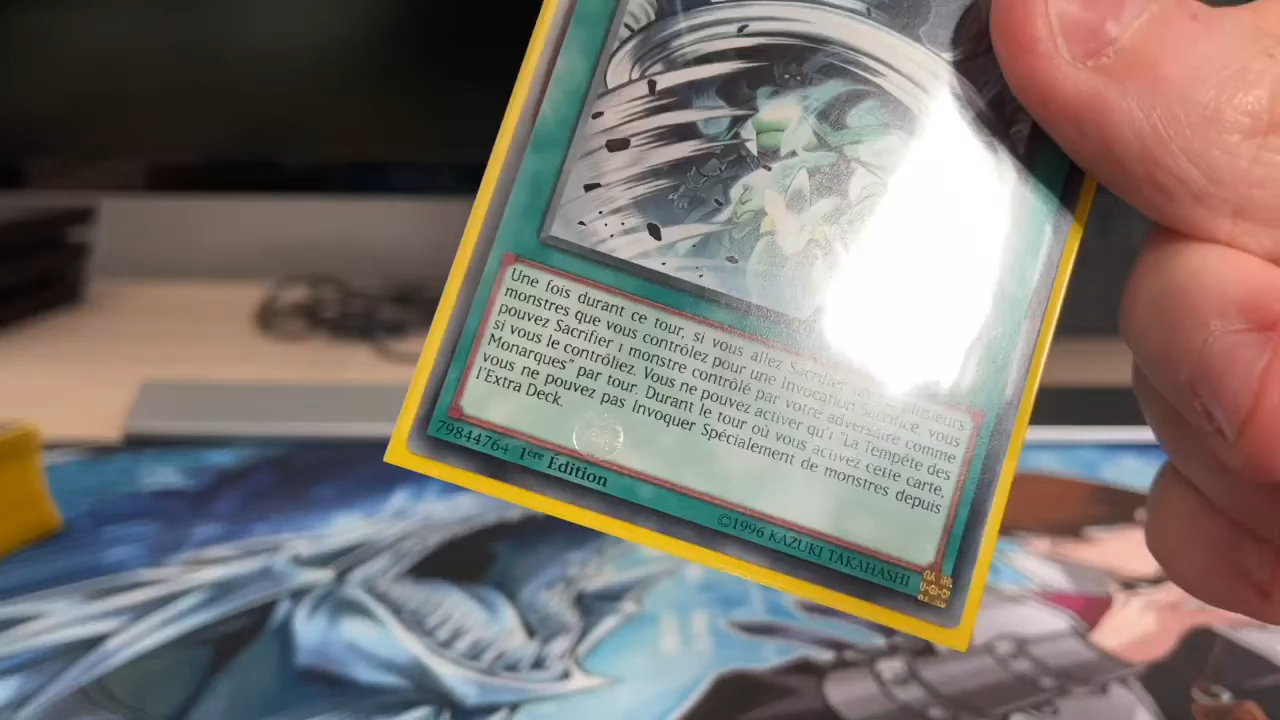 Une fois durant ce tour, si vous allez Sacrifier un ou plusieurs
monstres que vous contrôlez pour une Invocation Sacrifice, vous
pouvez Sacrifier 1 monstre contrôlé par votre adversaire comme
si vous le contrôliez. Vous ne pouvez activer qu'1 "La Tempête des
Monarques" par tour. Durant le tour où vous activez cette carte,
vous ne pouvez pas Invoquer Spécialement de monstres depuis
l'Extra Deck.
79844764 1ère Édition
©1996 KAZUKI TAKAHASHI